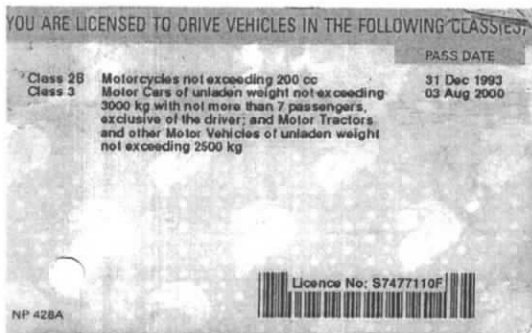 YOU ARE LICENSED TO DRIVE VEHICLES IN THE FOLLOWING CLASS(ES)
PASS DATE
Class 2B Motorcycles not exceeding 200 cc 31 Dec 1993
Class 3 Motor Cars of unladen weight not exceeding 03 Aug 2000
3000 kg with not more than 7 passengers,
exclusive of the driver; and Motor Tractors
and other Motor Vehicles of unladen weight
not exceeding 2500 kg
Licence No: S7477110F
NP 428A